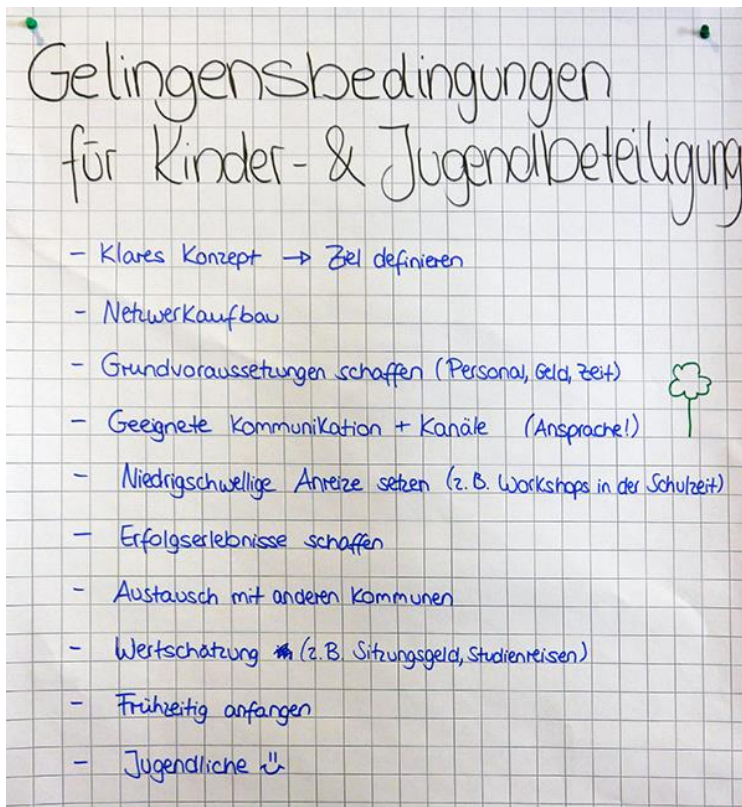 Gelingensbedingungen
für Kinder- & Jugendbeteiligung
- Klares Konzept → Ziel definieren
- Netzwerkaufbau
- Grundvoraussetzungen schaffen (Personal, Geld, Zeit)
- Geeignete Kommunikation + Kanäle (Ansprache!)
- Niedrigschwellige Anreize setzen (z.B. Workshops in der Schulzeit)
- Erfolgserlebnisse schaffen
- Austausch mit anderen Kommunen
- Wertschätzung (z.B. Sitzungsgeld, Studienreisen)
- Frühzeitig anfangen
- Jugendliche